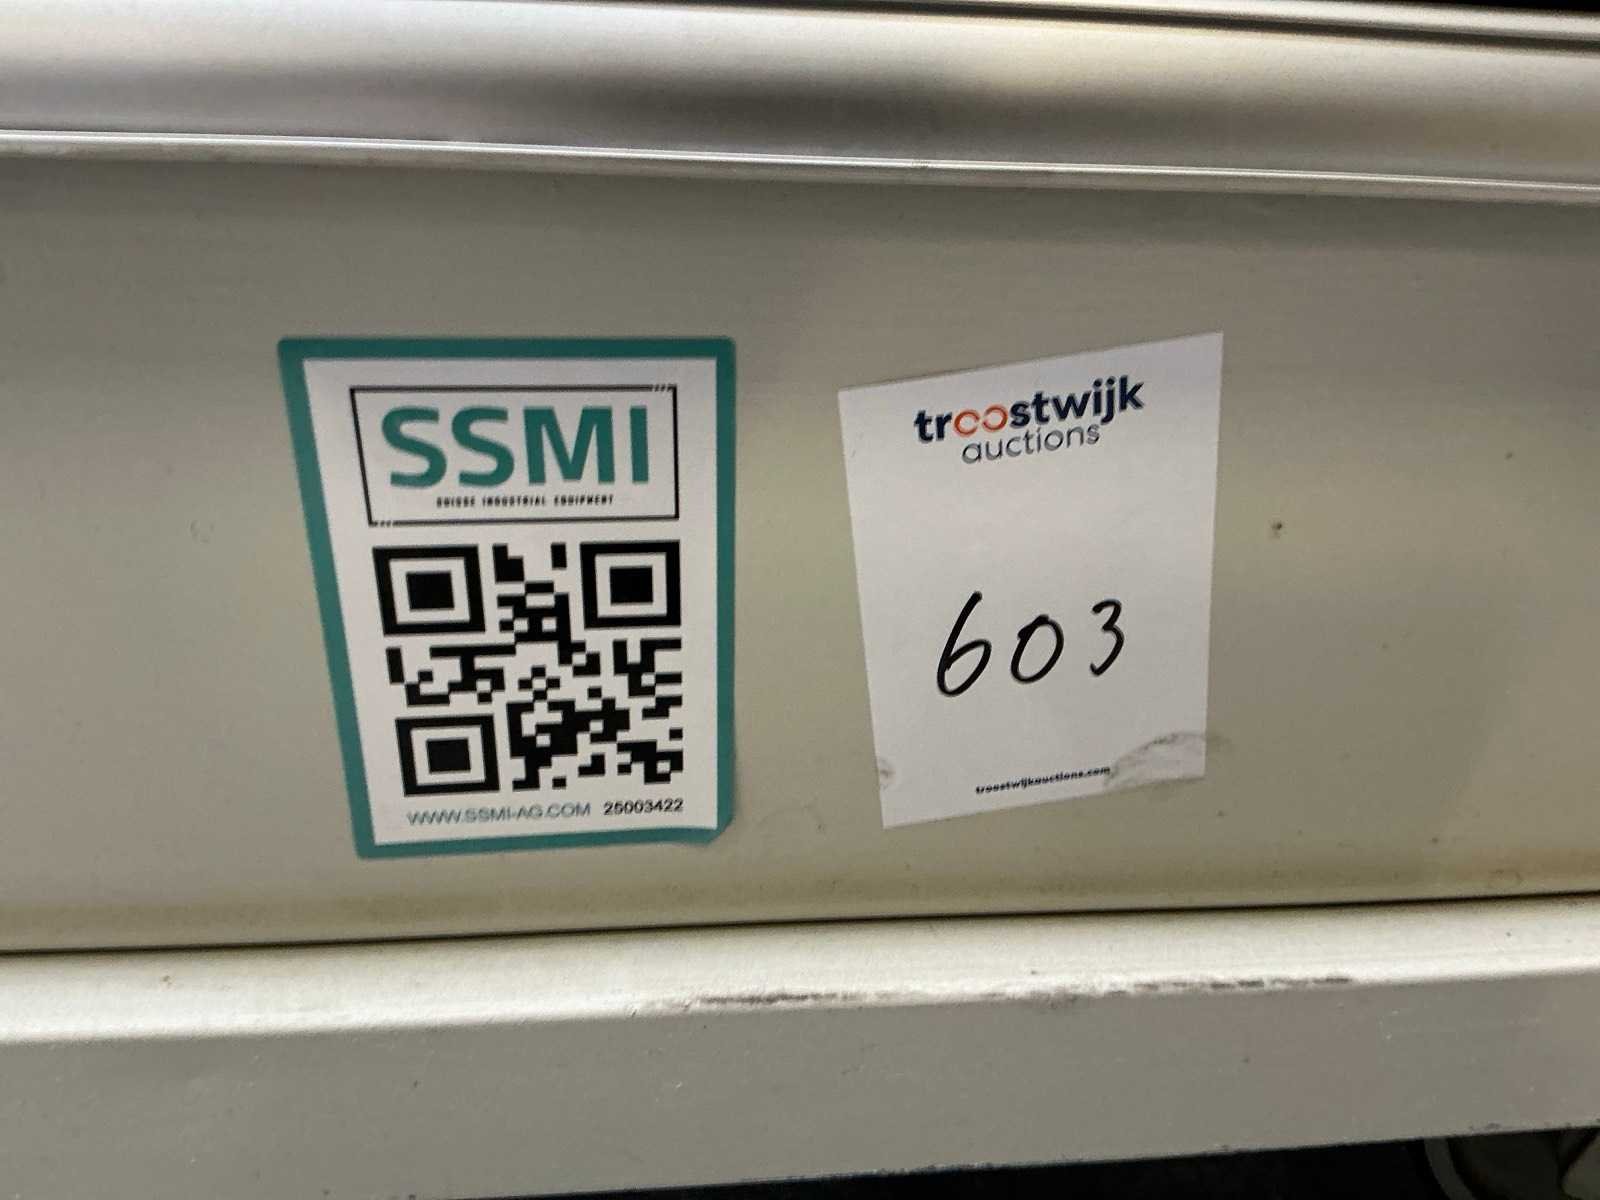 SSMI
SUISSE INDUSTRIAL EQUIPMENT
WWW.SSMI-AG.COM 25003422
troostwijk
auctions
603
troostwijkauctions.com